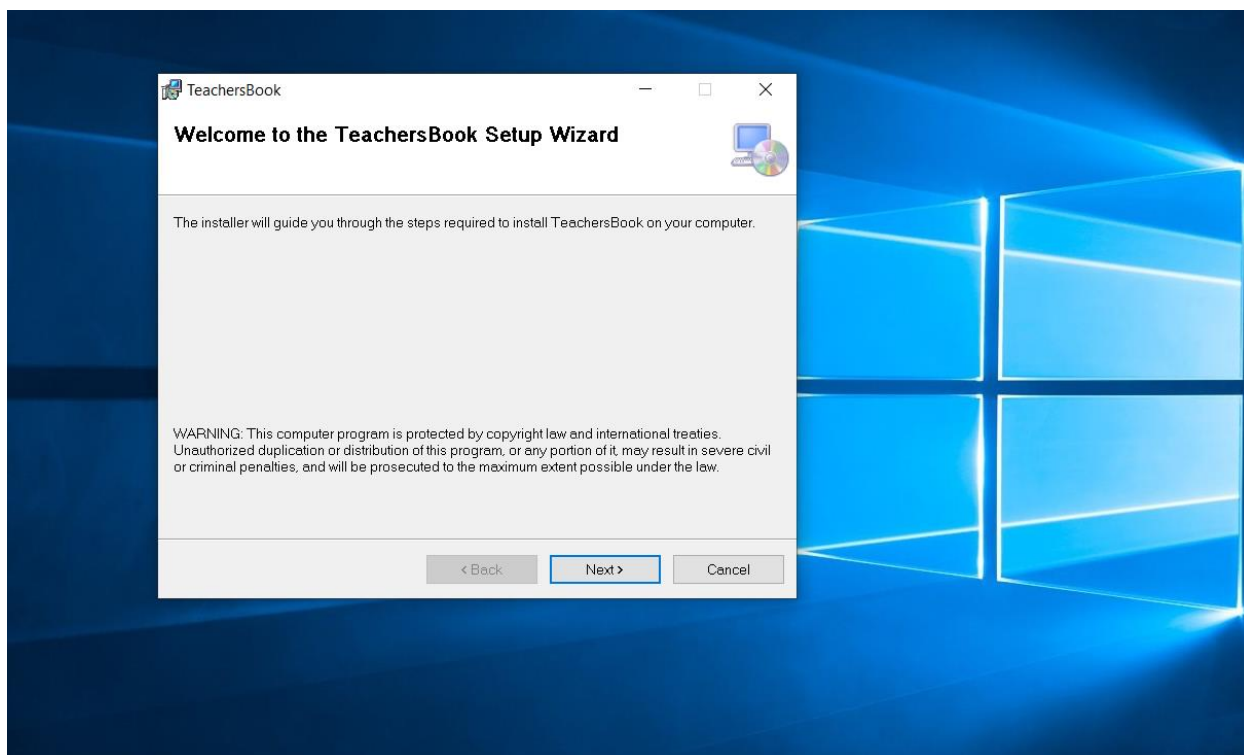 TeachersBook
Welcome to the TeachersBook Setup Wizard
The installer will guide you through the steps required to install TeachersBook on your computer.
WARNING: This computer program is protected by copyright law and international treaties.
Unauthorized duplication or distribution of this program, or any portion of it, may result in severe civil
or criminal penalties, and will be prosecuted to the maximum extent possible under the law.
< Back
Next >
Cancel